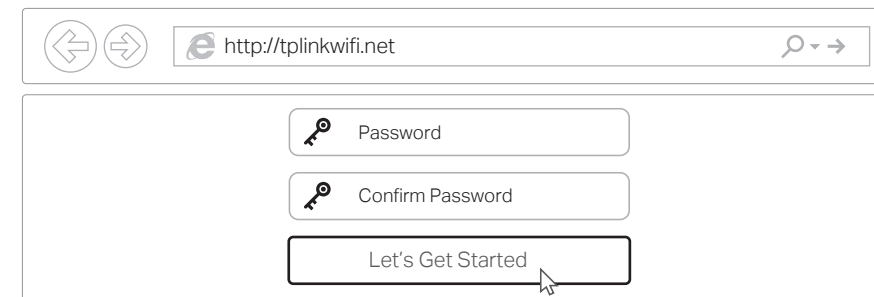 http://tplinkwifi.net
Password
Confirm Password
Let's Get Started